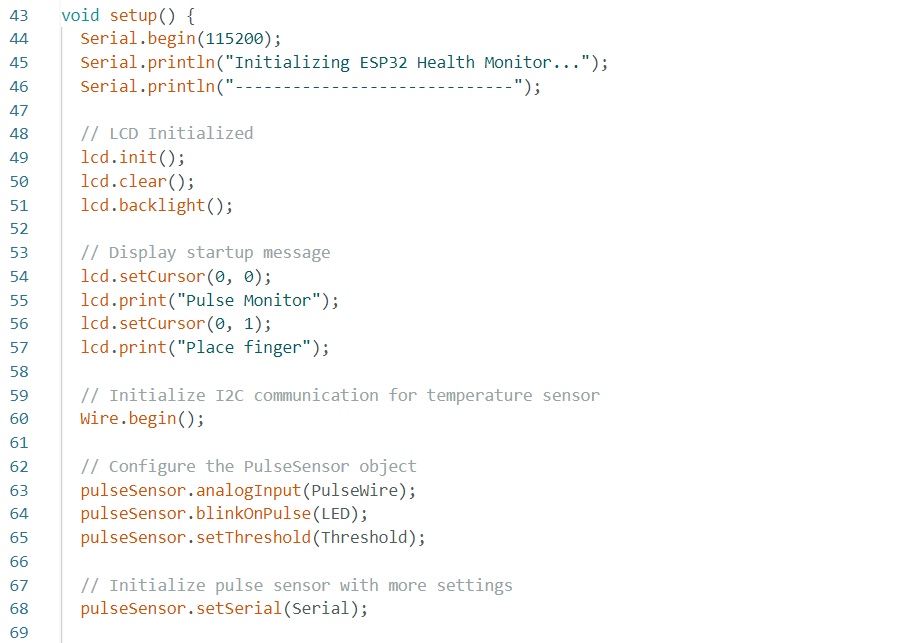 43 void setup() {
44 Serial.begin(115200);
45 Serial.println("Initializing ESP32 Health Monitor...");
46 Serial.println("-----------------------------");
47
48 // LCD Initialized
49 lcd.init();
50 lcd.clear();
51 lcd.backlight();
52
53 // Display startup message
54 lcd.setCursor(0, 0);
55 lcd.print("Pulse Monitor");
56 lcd.setCursor(0, 1);
57 lcd.print("Place finger");
58
59 // Initialize I2C communication for temperature sensor
60 Wire.begin();
61
62 // Configure the PulseSensor object
63 pulseSensor.analogInput(PulseWire);
64 pulseSensor.blinkOnPulse(LED);
65 pulseSensor.setThreshold(Threshold);
66
67 // Initialize pulse sensor with more settings
68 pulseSensor.setSerial(Serial);
69